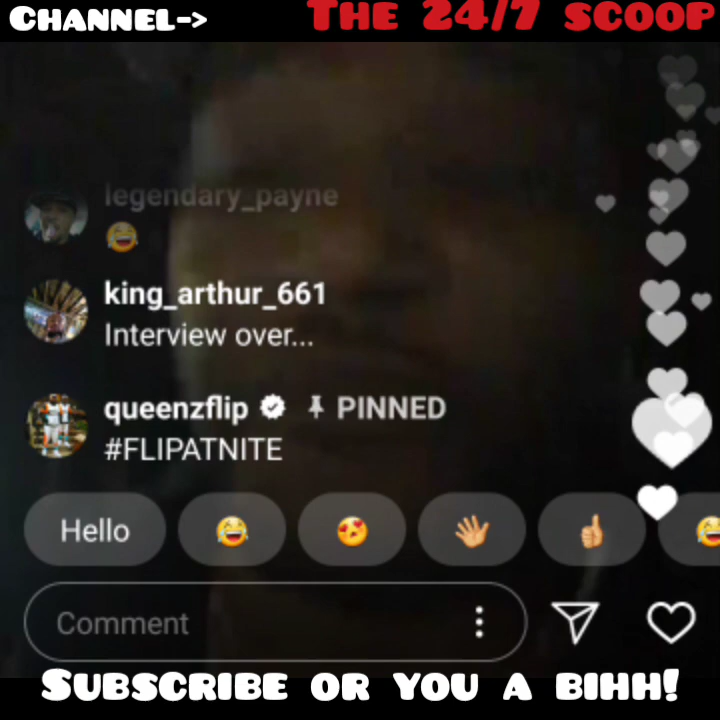 Channel-> The 24/7 scoop
legendary_payne
😂
king_arthur_661
Interview over...
queenzflip PINNED
#FLIPATNITE
Hello 😂 😍 👋 👍 😂
Comment
Subscribe or you a bihh!